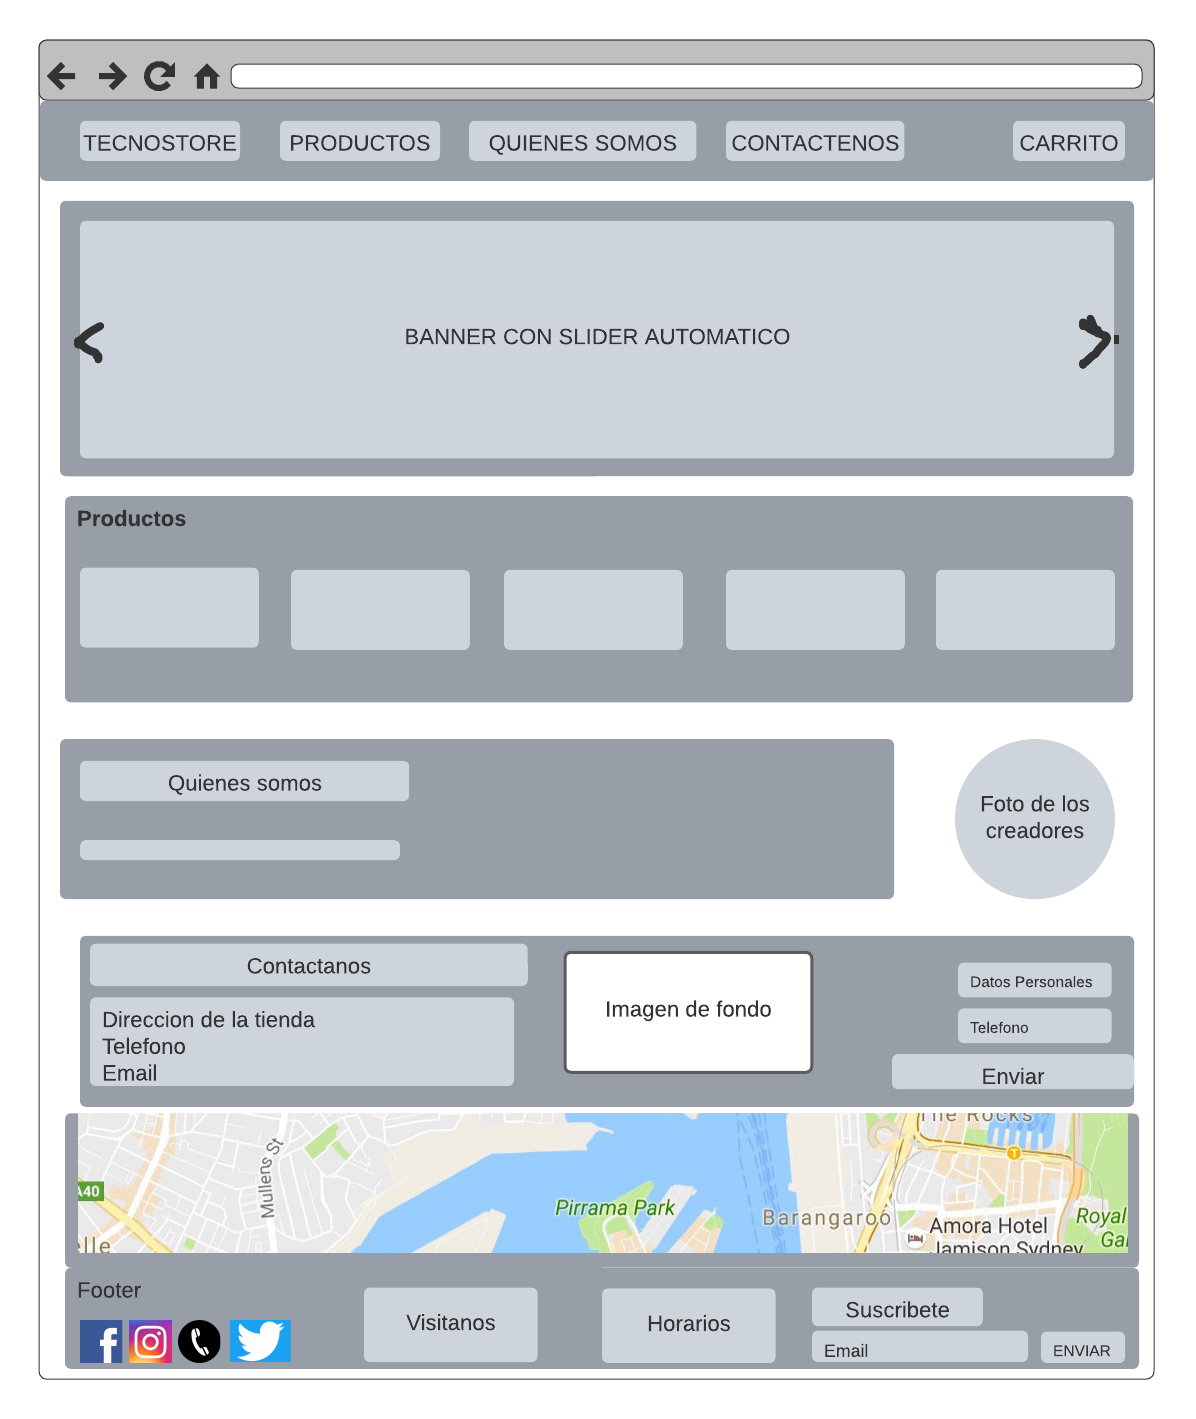 TECNOSTORE
PRODUCTOS
QUIENES SOMOS
CONTACTENOS
CARRITO
BANNER CON SLIDER AUTOMATICO
Productos
Quienes somos
Foto de los
creadores
Contactanos
Direccion de la tienda
Telefono
Email
Imagen de fondo
Datos Personales
Telefono
Enviar
The Rocks
T
Mullens St
A40
Pirrama Park
Barangaroo
Royal
Amora Hotel
Jamison Sydney
Footer
Visitanos
Horarios
Suscribete
Email
ENVIAR